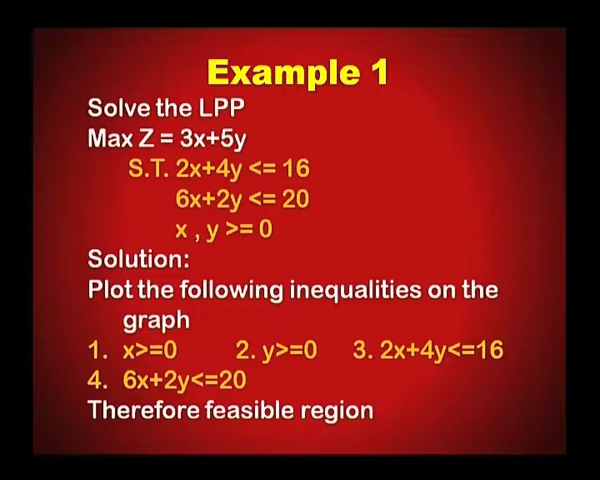 Example 1
Solve the LPP
Max Z = 3x+5y
S.T. 2x+4y <= 16
6x+2y <= 20
x , y >= 0
Solution:
Plot the following inequalities on the
graph
1. x>=0 2. y>=0 3. 2x+4y<=16
4. 6x+2y<=20
Therefore feasible region